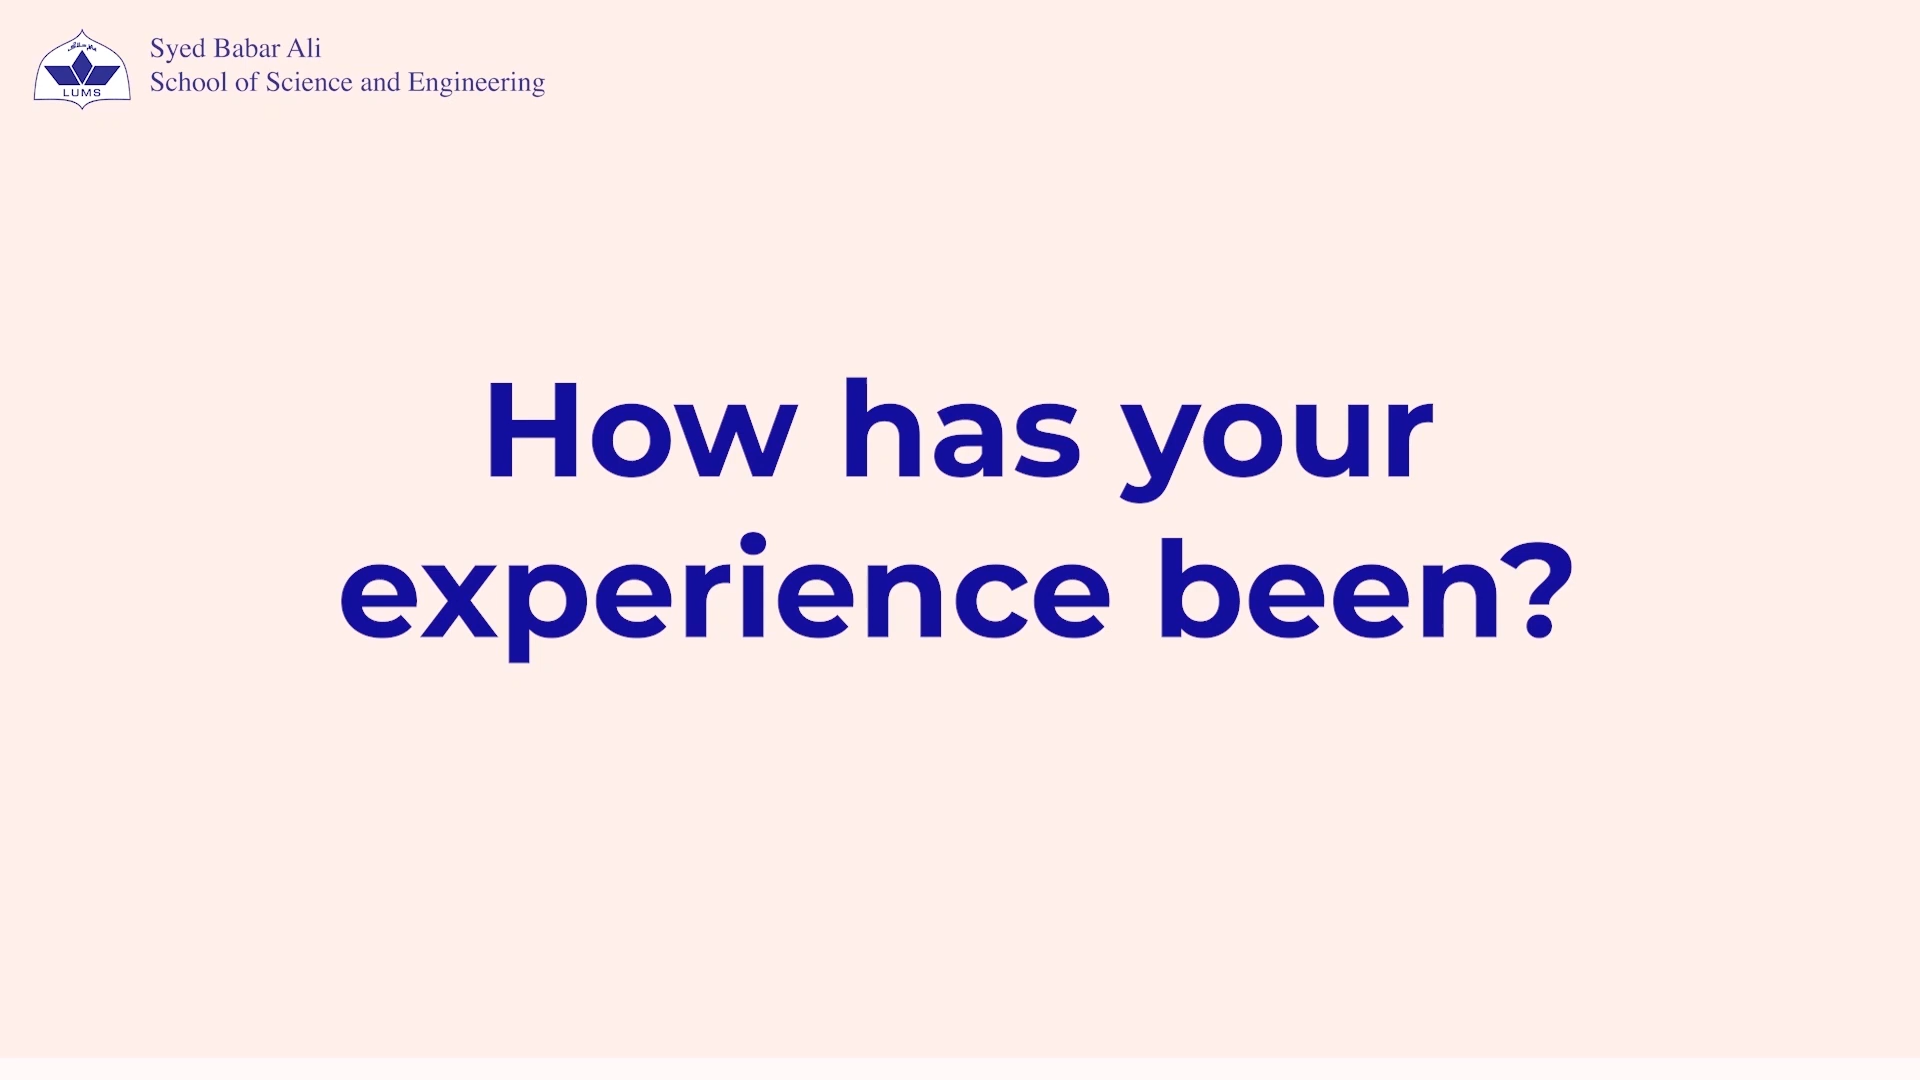 Syed Babar Ali
School of Science and Engineering
LUMS
How has your
experience been?